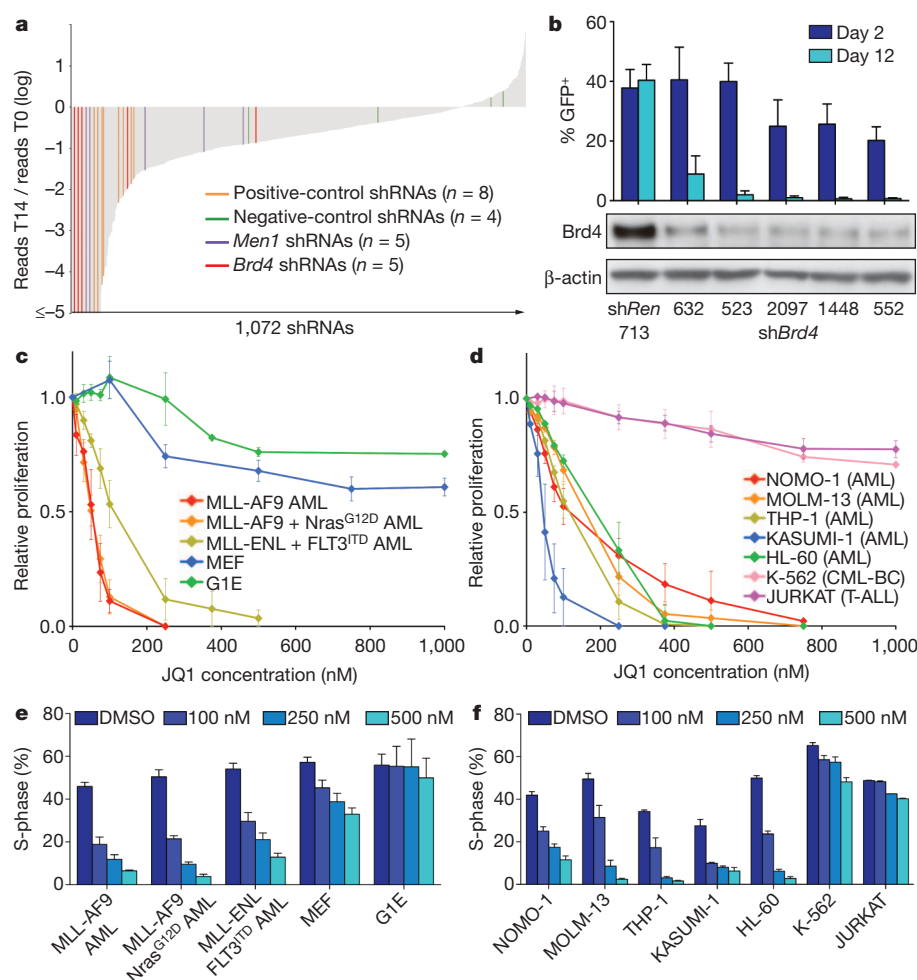 a
Reads T14 / reads T0 (log)
1
0
−1
−2
−3
−4
≤−5
Positive-control shRNAs (n = 8)
Negative-control shRNAs (n = 4)
Men1 shRNAs (n = 5)
Brd4 shRNAs (n = 5)
1,072 shRNAs
b
% GFP+
60
40
20
0
Day 2
Day 12
Brd4
β-actin
shRen 632 523 2097 1448 552
713 shBrd4
c
Relative proliferation
1.0
0.5
0.0
MLL-AF9 AML
MLL-AF9 + NrasG12D AML
MLL-ENL + FLT3ITD AML
MEF
G1E
0 200 400 600 800 1,000
JQ1 concentration (nM)
d
Relative proliferation
1.0
0.5
0.0
NOMO-1 (AML)
MOLM-13 (AML)
THP-1 (AML)
KASUMI-1 (AML)
HL-60 (AML)
K-562 (CML-BC)
JURKAT (T-ALL)
0 200 400 600 800 1,000
JQ1 concentration (nM)
e
S-phase (%)
80
60
40
20
0
DMSO 100 nM 250 nM 500 nM
MLL-AF9
AML
MLL-AF9
NrasG12D AML
MLL-ENL
FLT3ITD AML
MEF
G1E
f
S-phase (%)
80
60
40
20
0
DMSO 100 nM 250 nM 500 nM
NOMO-1
MOLM-13
THP-1
KASUMI-1
HL-60
K-562
JURKAT